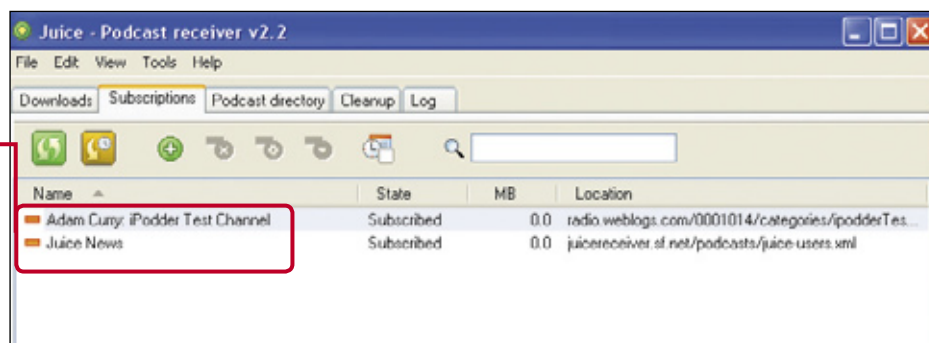 Juice - Podcast receiver v2.2
File Edit View Tools Help
Downloads Subscriptions Podcast directory Cleanup Log
Name State MB Location
Adam Curry: iPodder Test Channel Subscribed 0.0 radio.weblogs.com/0001014/categories/ipodderTes...
Juice News Subscribed 0.0 juicereceiver.sf.net/podcasts/juice-users.xml